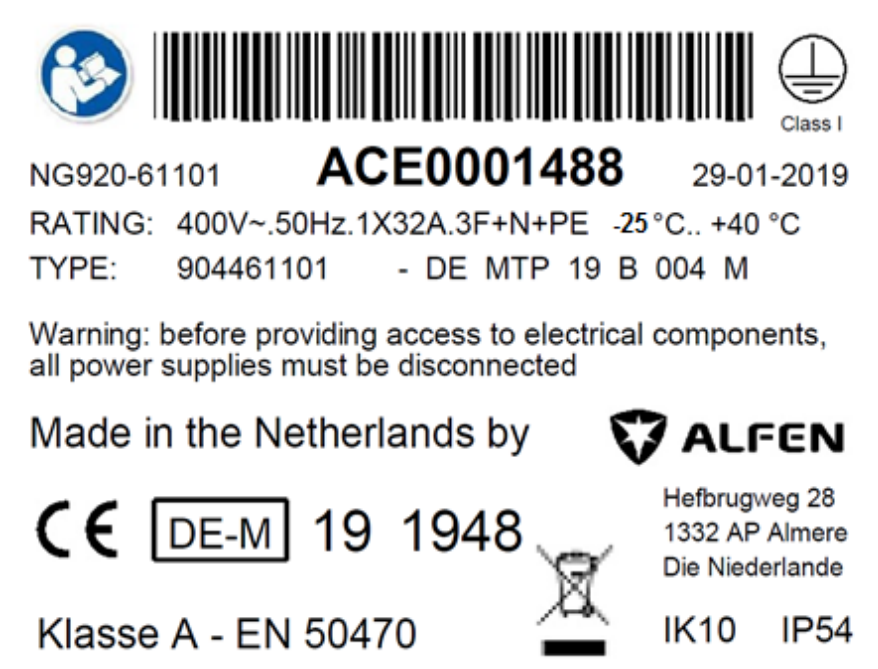 Class I
NG920-61101 ACE0001488 29-01-2019
RATING: 400V~.50Hz.1X32A.3F+N+PE -25°C.. +40 °C
TYPE: 904461101 - DE MTP 19 B 004 M
Warning: before providing access to electrical components,
all power supplies must be disconnected
Made in the Netherlands by ALFEN
Hefbrugweg 28
1332 AP Almere
Die Niederlande
CE DE-M 19 1948
Klasse A - EN 50470 IK10 IP54